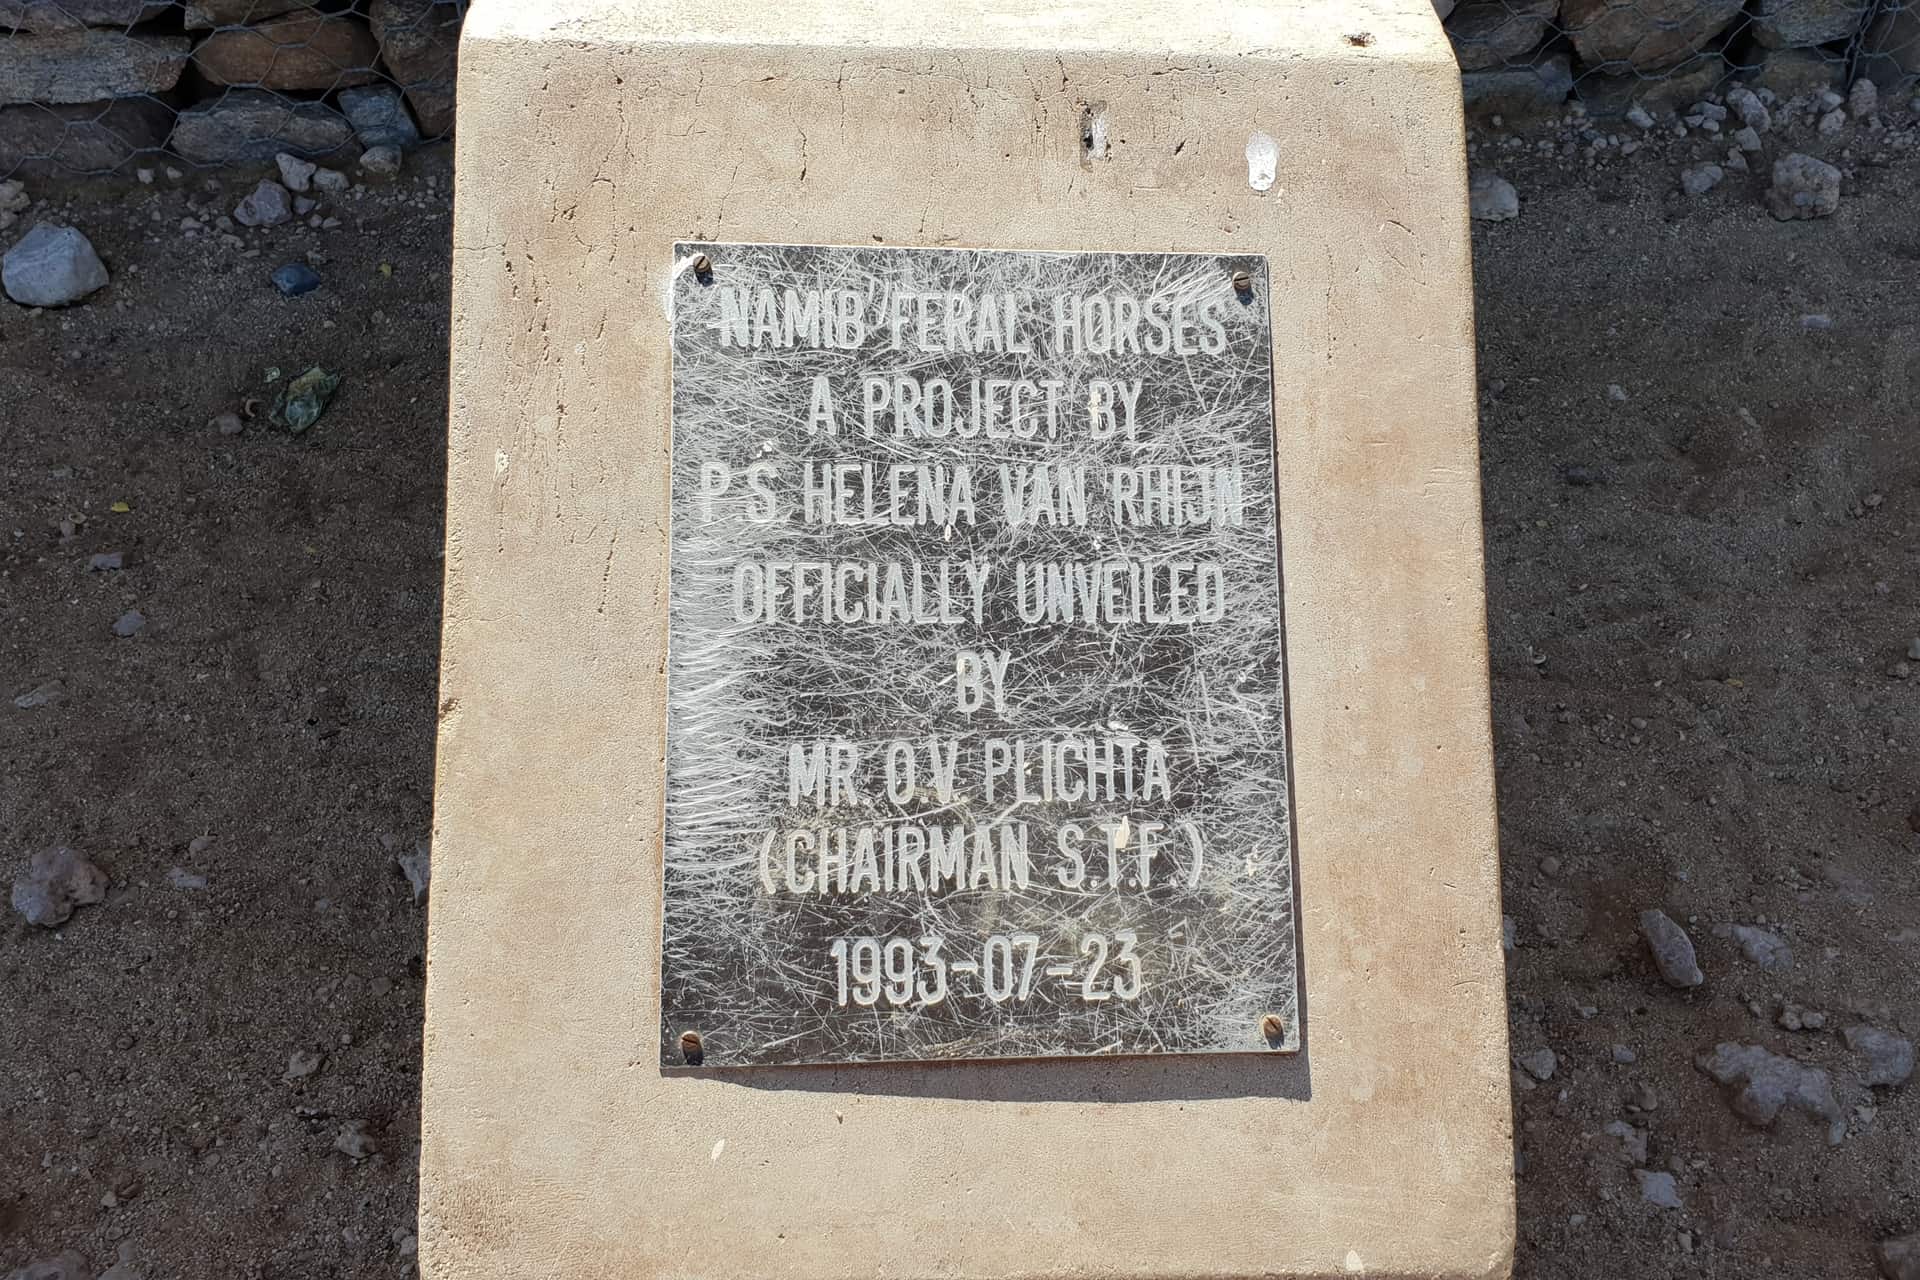 NAMIB FERAL HORSES
A PROJECT BY
P.S HELENA VAN RHIJN
OFFICIALLY UNVEILED
BY
MR. O.V. PLICHTA
(CHAIRMAN S.T.F.)
1993-07-23